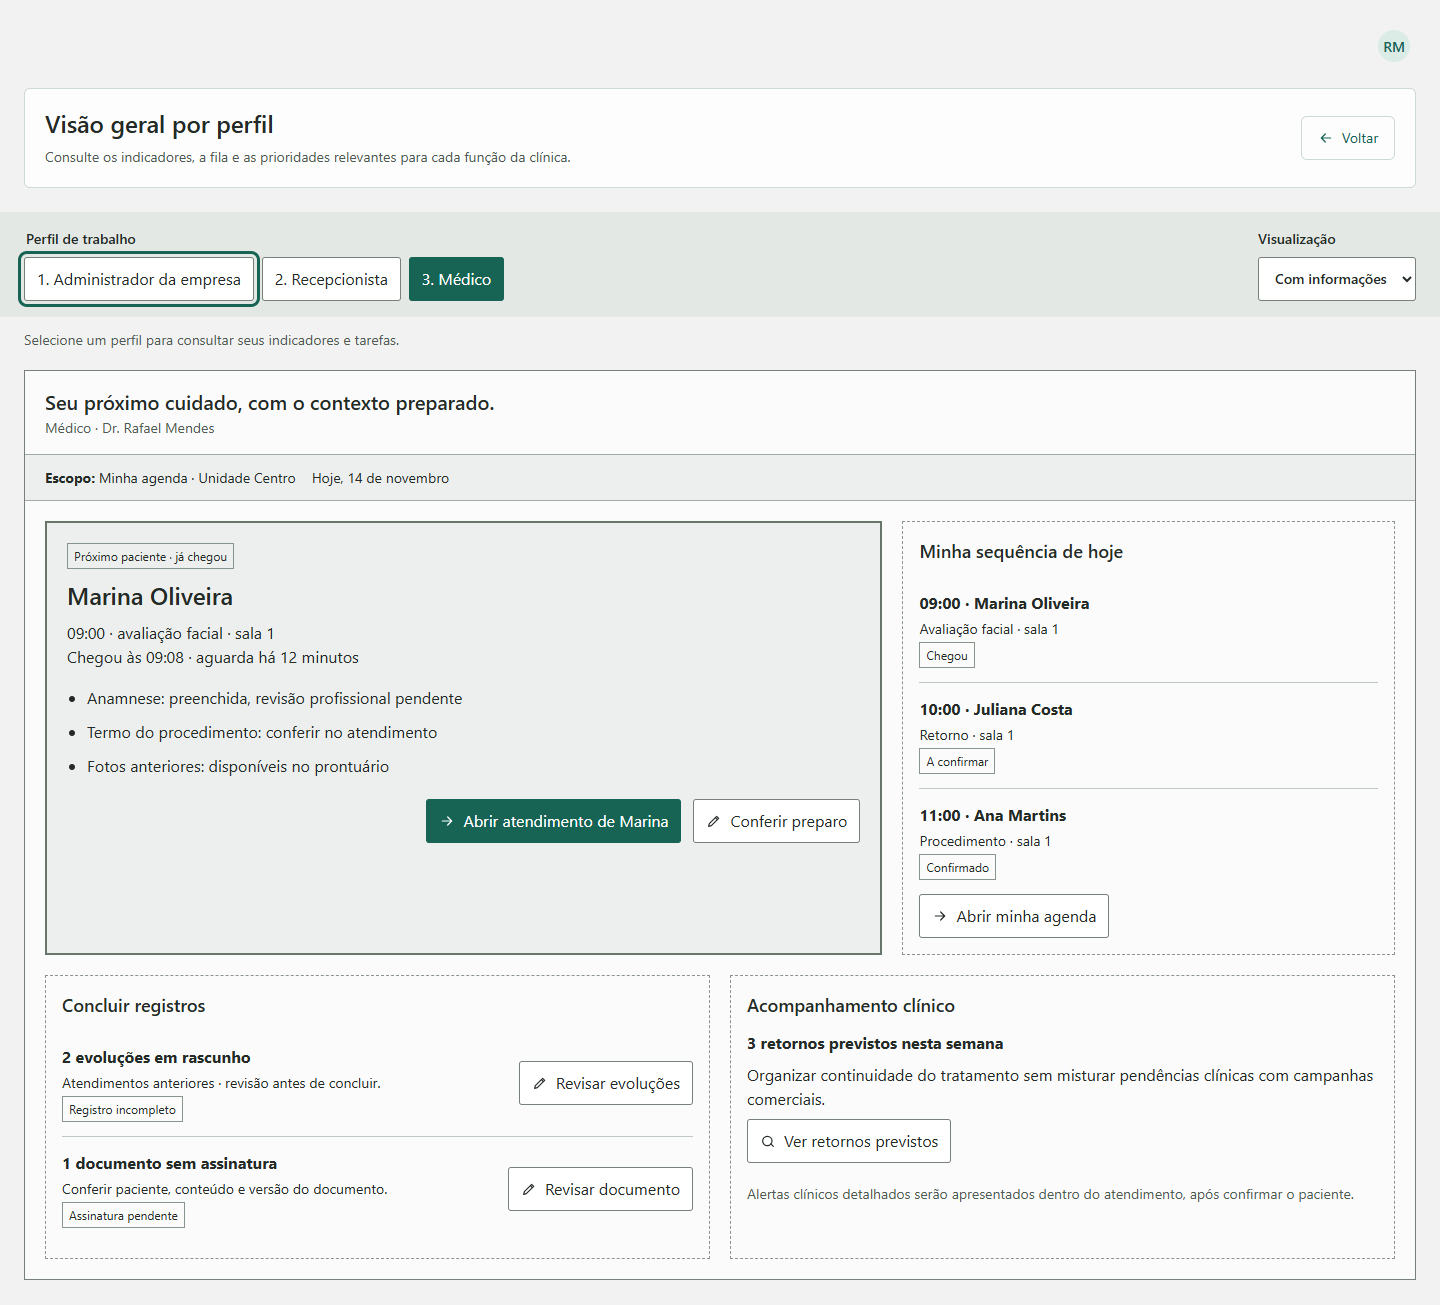 RM
Visão geral por perfil
Consulte os indicadores, a fila e as prioridades relevantes para cada função da clínica.
Voltar
Perfil de trabalho
1. Administrador da empresa
2. Recepcionista
3. Médico
Visualização
Com informações
Selecione um perfil para consultar seus indicadores e tarefas.
Seu próximo cuidado, com o contexto preparado.
Médico · Dr. Rafael Mendes
Escopo: Minha agenda · Unidade Centro Hoje, 14 de novembro
Próximo paciente · já chegou
Marina Oliveira
09:00 · avaliação facial · sala 1
Chegou às 09:08 · aguarda há 12 minutos
• Anamnese: preenchida, revisão profissional pendente
• Termo do procedimento: conferir no atendimento
• Fotos anteriores: disponíveis no prontuário
Abrir atendimento de Marina
Conferir preparo
Minha sequência de hoje
09:00 · Marina Oliveira
Avaliação facial · sala 1
Chegou
10:00 · Juliana Costa
Retorno · sala 1
A confirmar
11:00 · Ana Martins
Procedimento · sala 1
Confirmado
Abrir minha agenda
Concluir registros
2 evoluções em rascunho
Atendimentos anteriores · revisão antes de concluir.
Registro incompleto
Revisar evoluções
1 documento sem assinatura
Conferir paciente, conteúdo e versão do documento.
Assinatura pendente
Revisar documento
Acompanhamento clínico
3 retornos previstos nesta semana
Organizar continuidade do tratamento sem misturar pendências clínicas com campanhas
comerciais.
Ver retornos previstos
Alertas clínicos detalhados serão apresentados dentro do atendimento, após confirmar o paciente.